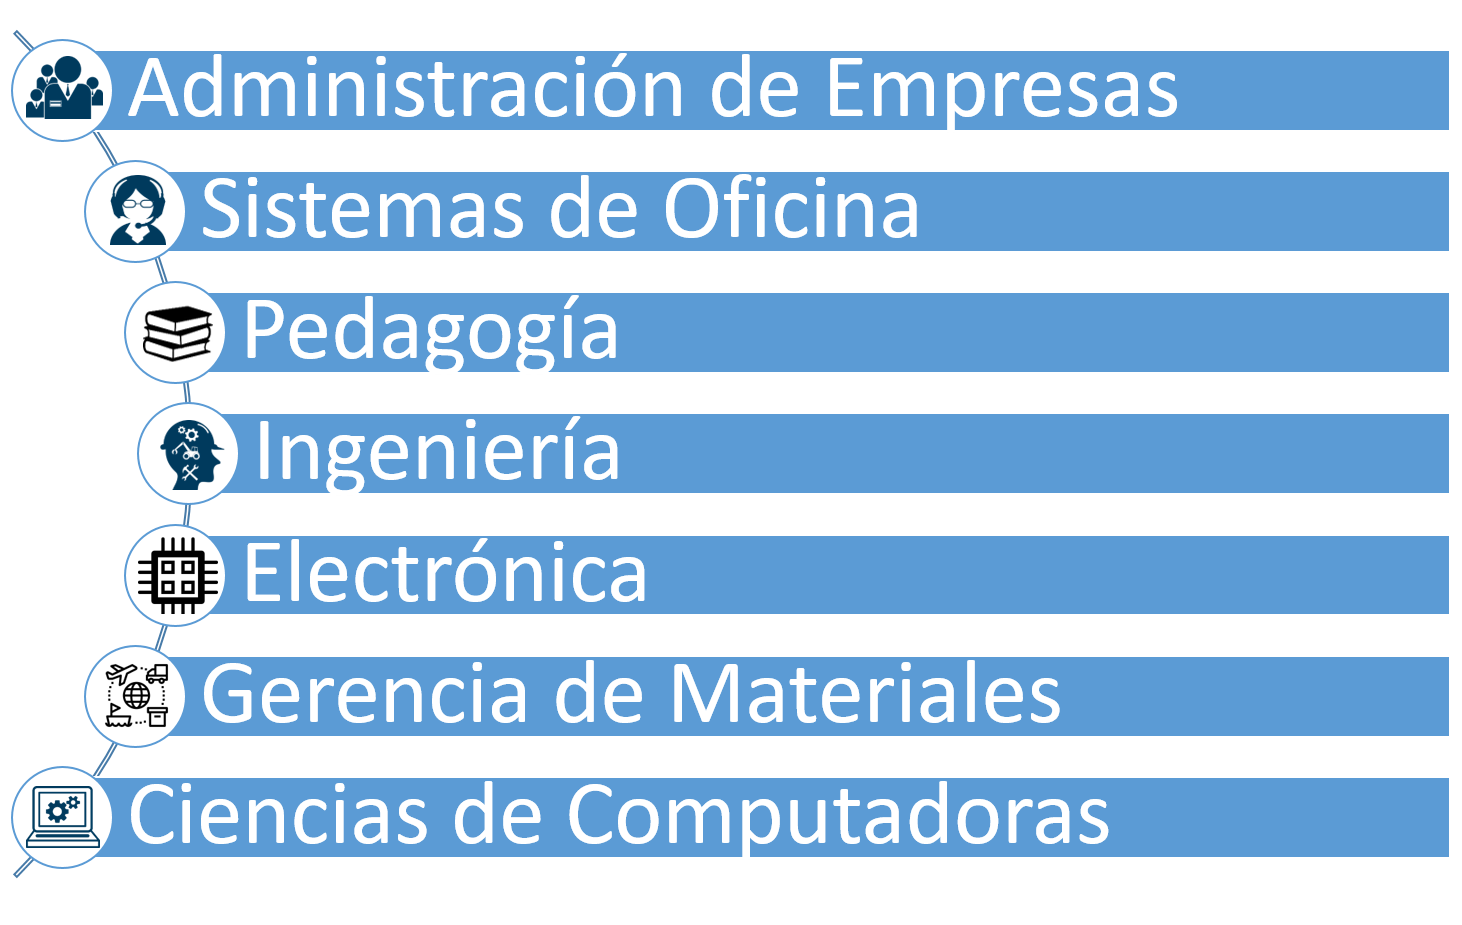 Administración de Empresas
Sistemas de Oficina
Pedagogía
Ingeniería
Electrónica
Gerencia de Materiales
Ciencias de Computadoras